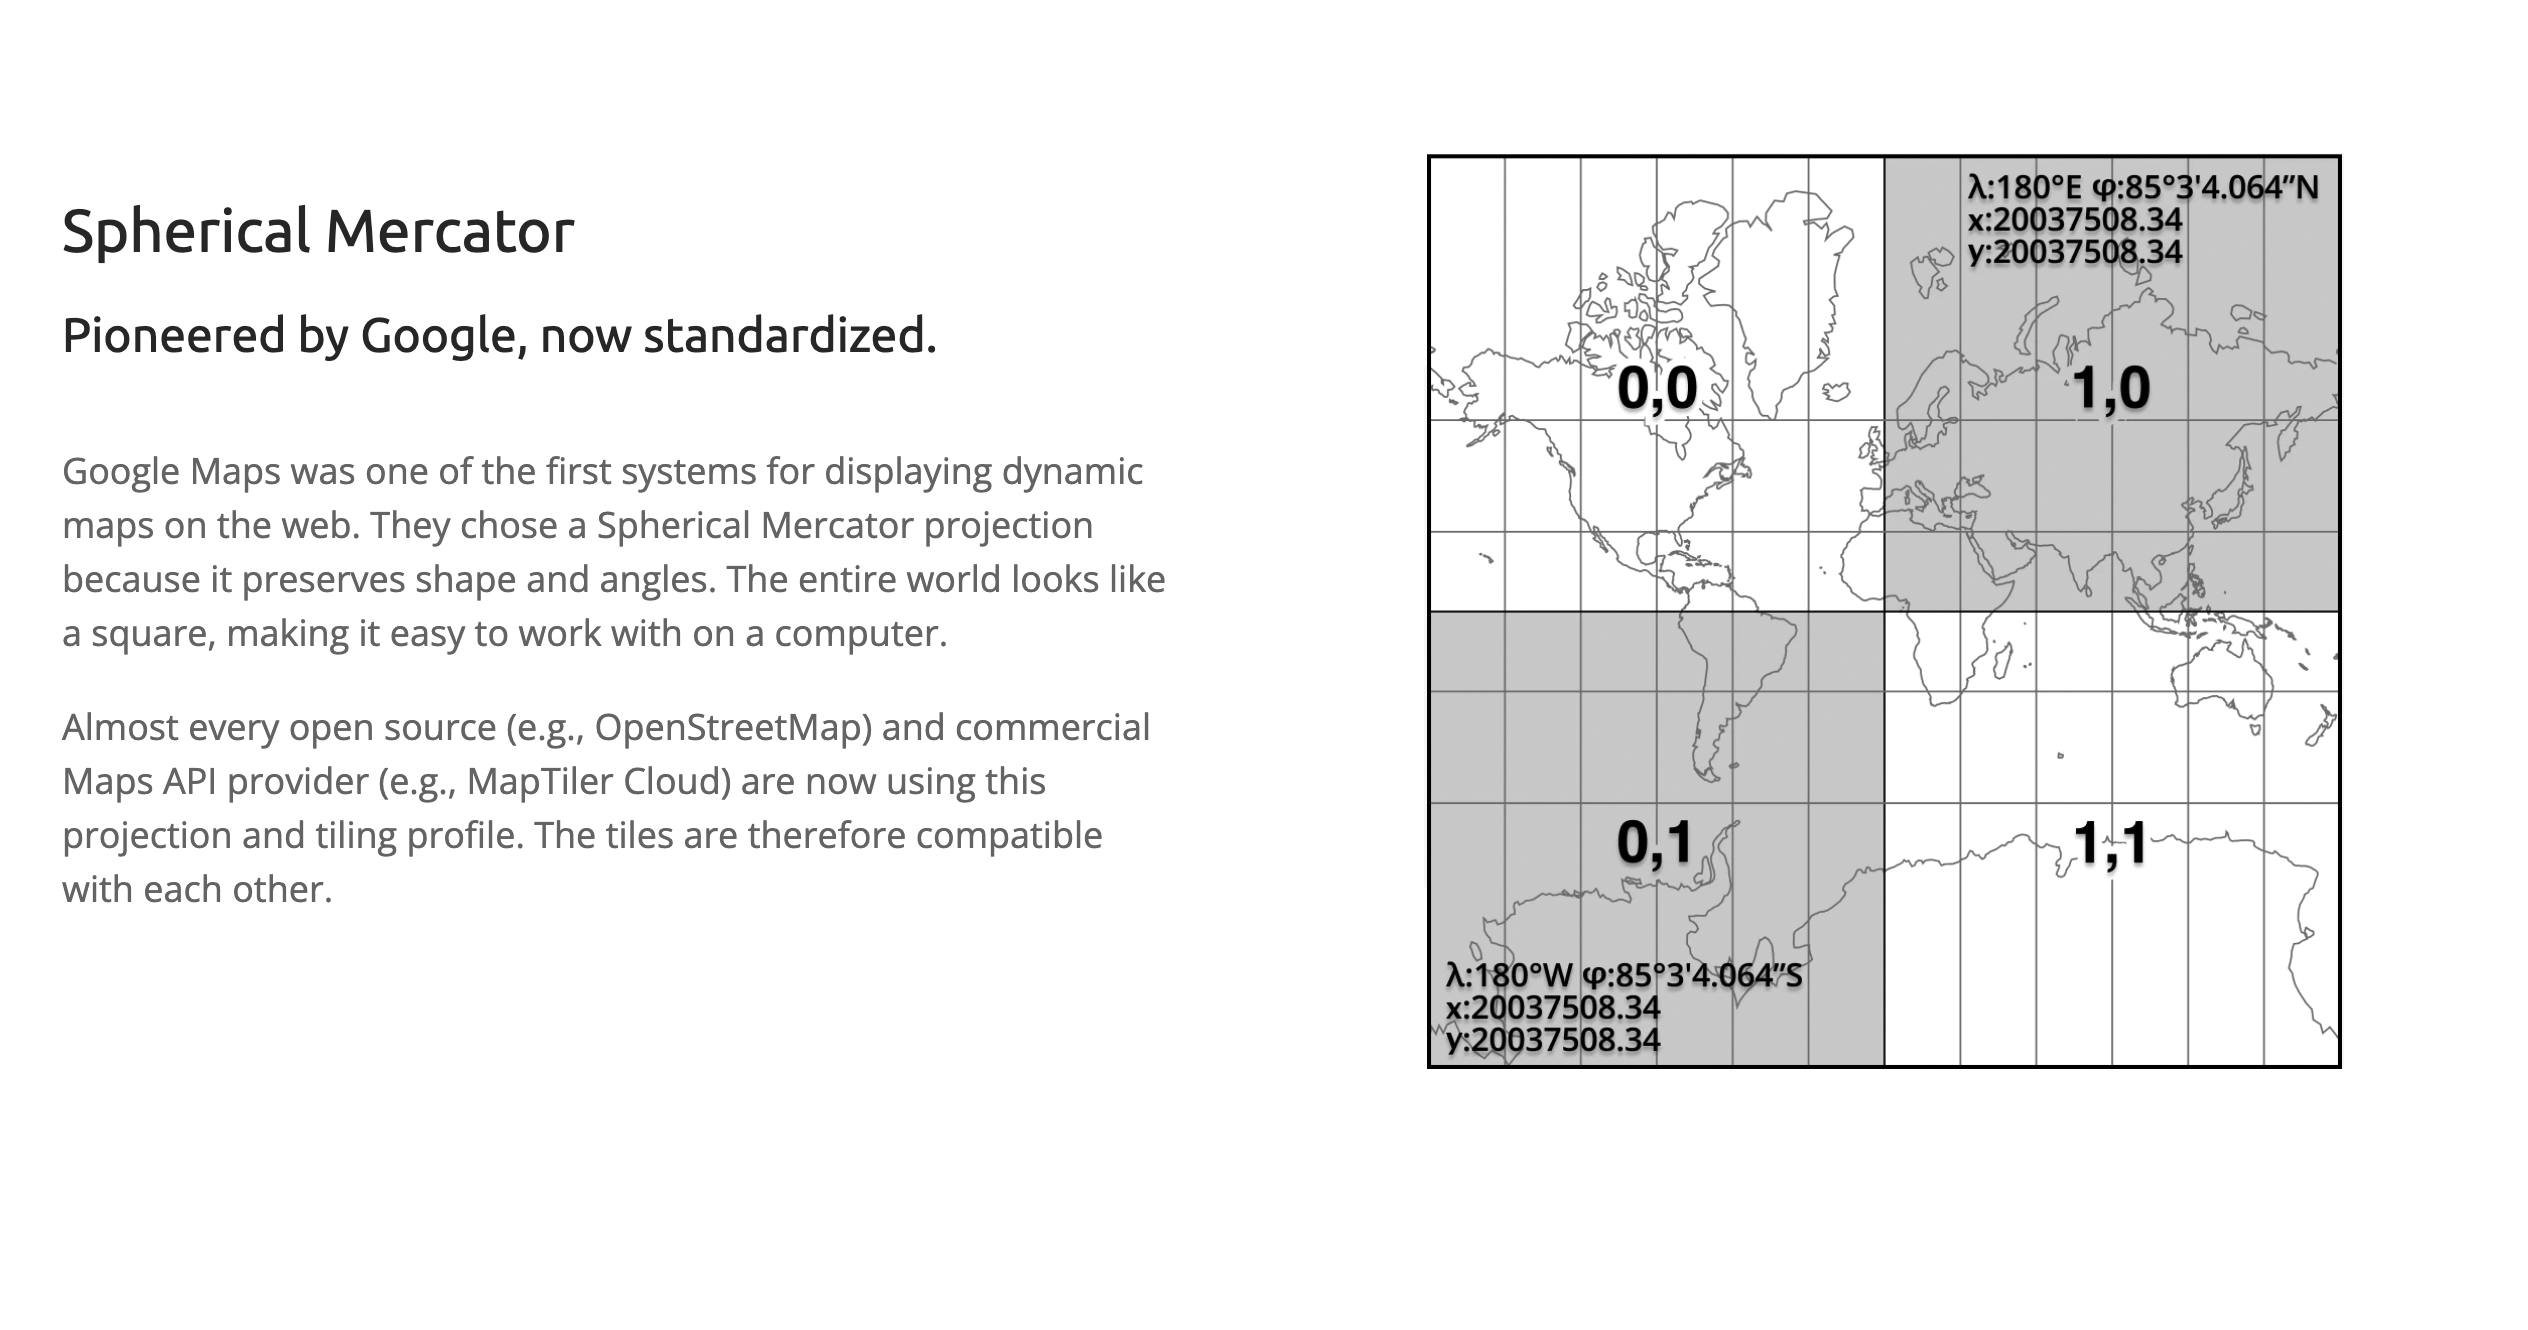 Spherical Mercator
Pioneered by Google, now standardized.
Google Maps was one of the first systems for displaying dynamic
maps on the web. They chose a Spherical Mercator projection
because it preserves shape and angles. The entire world looks like
a square, making it easy to work with on a computer.
Almost every open source (e.g., OpenStreetMap) and commercial
Maps API provider (e.g., MapTiler Cloud) are now using this
projection and tiling profile. The tiles are therefore compatible
with each other.
λ:180°E φ:85°3'4.064”N
x:20037508.34
y:20037508.34
0,0
1,0
0,1
1,1
λ:180°W φ:85°3'4.064”S
x:20037508.34
y:20037508.34